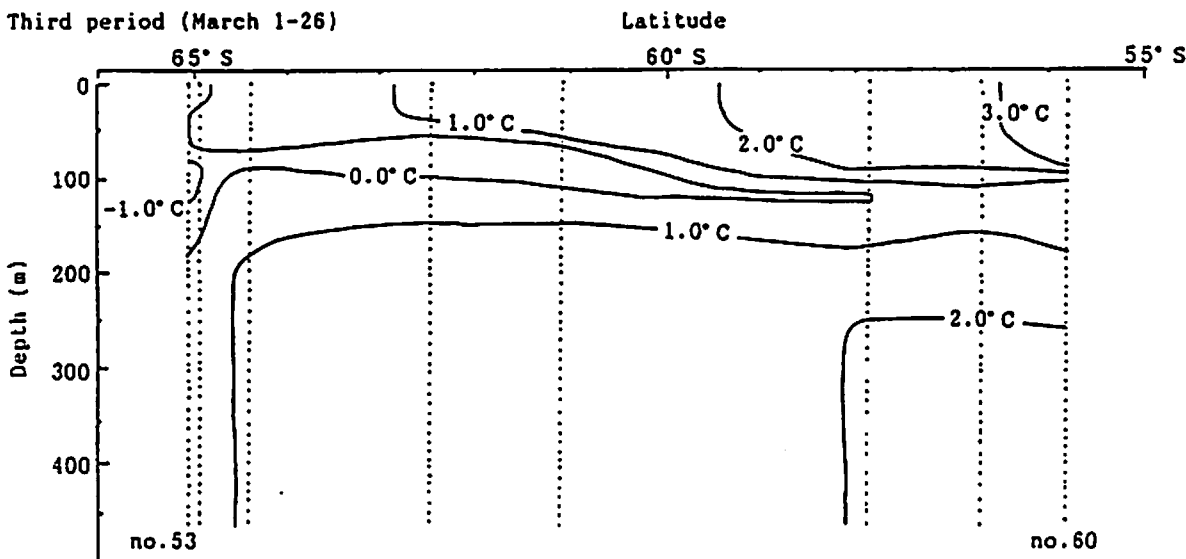 Third period (March 1-26) Latitude
65° S 60° S 55° S
0
100
200
300
400
Depth (m)
1.0°C
2.0°C
3.0°C
0.0°C
-1.0°C
1.0°C
2.0°C
no.53 no.60